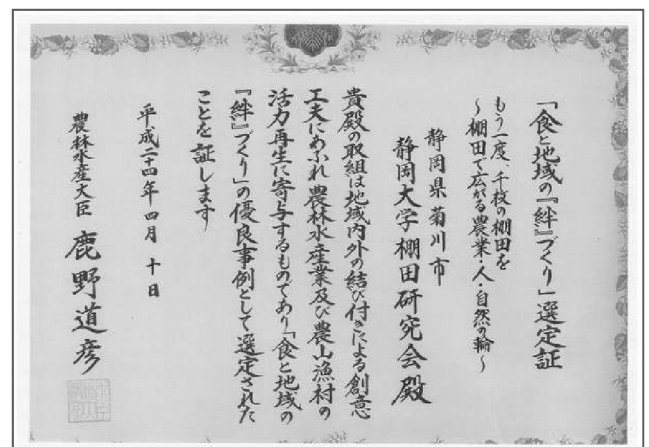 「食と地域の『絆』づくり」選定証
もう一度、千枚の棚田を
～棚田で広がる農業・人・自然の輪～
静岡県菊川市
静岡大学棚田研究会殿
貴殿の取組は地域内外の結び付きによる創意
工夫にあふれ農林水産業及び農山漁村の
活力再生に寄与するものであり「食と地域の
『絆』づくり」の優良事例として選定された
ことを証します
平成二十四年四月十日
農林水産大臣 鹿野道彦